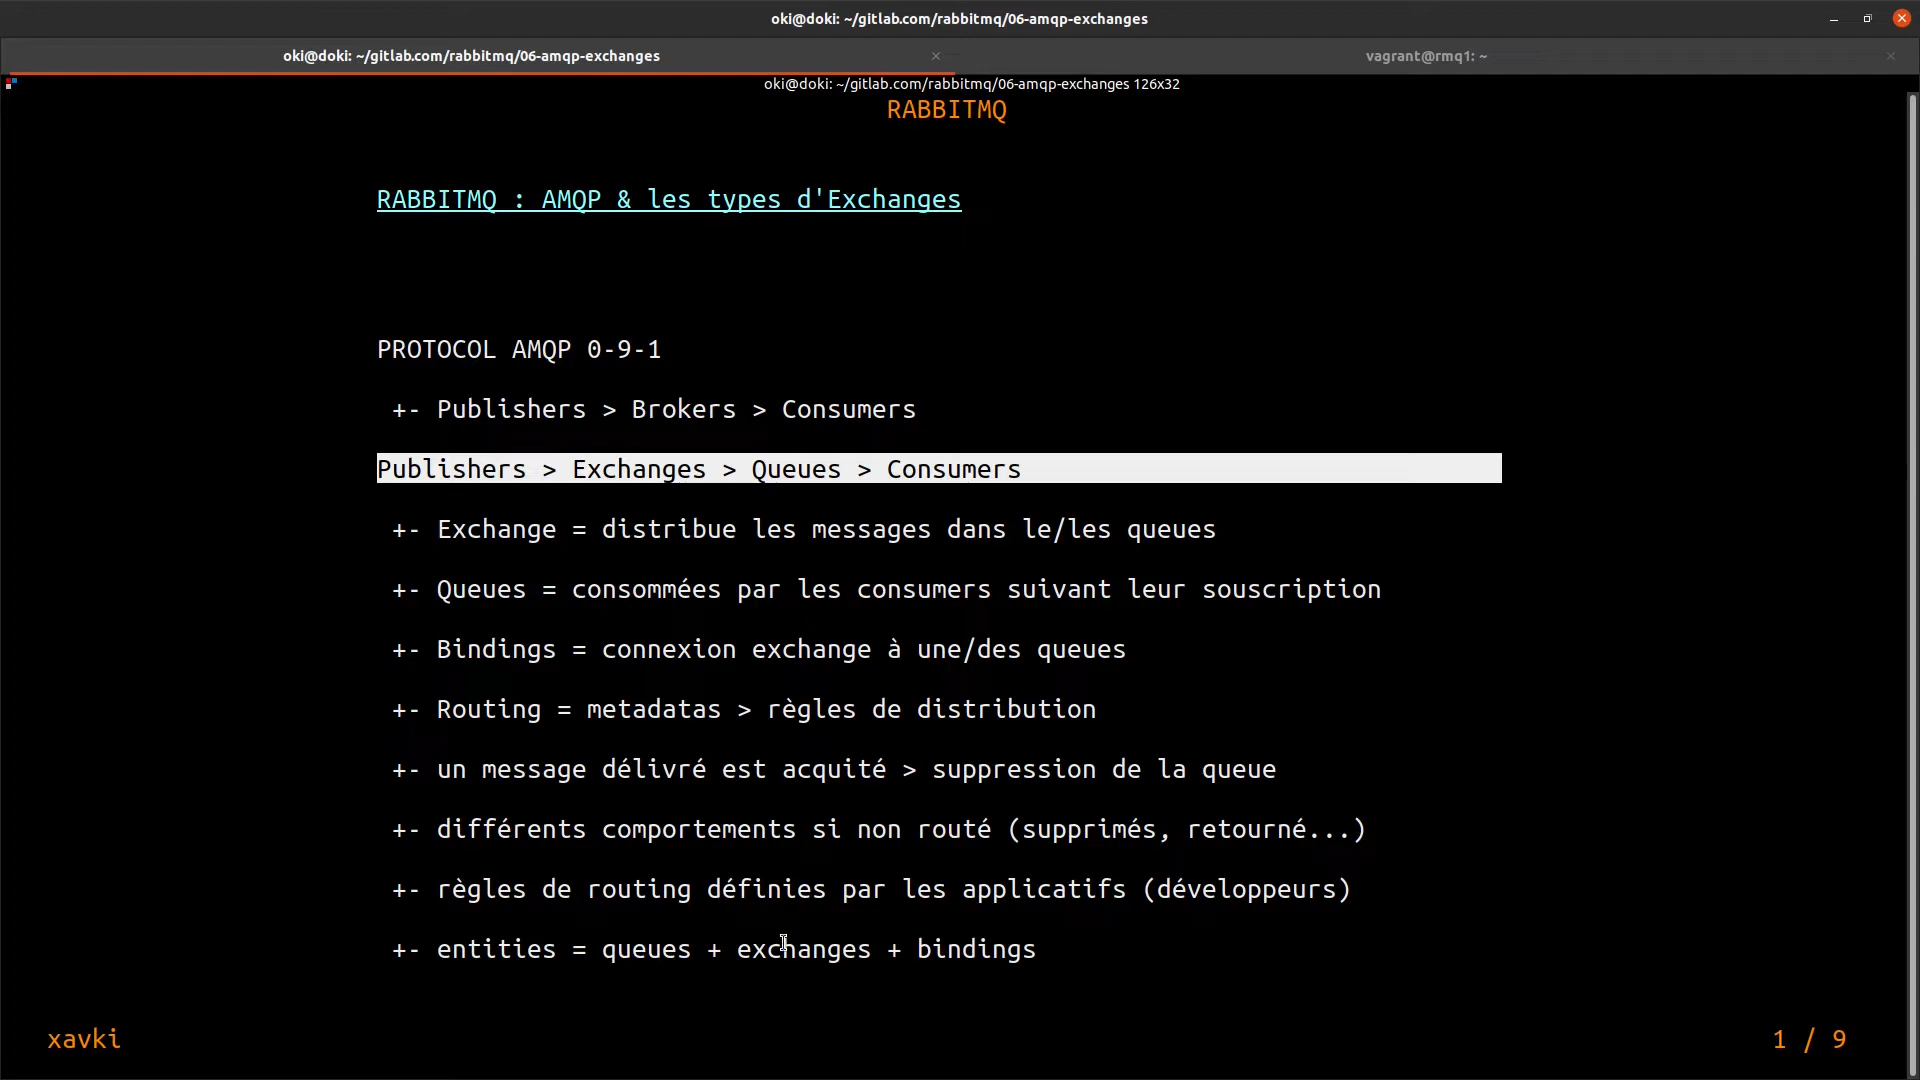 oki@doki: ~/gitlab.com/rabbitmq/06-amqp-exchanges
oki@doki: ~/gitlab.com/rabbitmq/06-amqp-exchanges
vagrant@rmq1: ~
oki@doki: ~/gitlab.com/rabbitmq/06-amqp-exchanges 126x32
RABBITMQ
RABBITMQ : AMQP & les types d'Exchanges
PROTOCOL AMQP 0-9-1
+- Publishers > Brokers > Consumers
Publishers > Exchanges > Queues > Consumers
+- Exchange = distribue les messages dans le/les queues
+- Queues = consommées par les consumers suivant leur souscription
+- Bindings = connexion exchange à une/des queues
+- Routing = metadatas > règles de distribution
+- un message délivré est acquité > suppression de la queue
+- différents comportements si non routé (supprimés, retourné...)
+- règles de routing définies par les applicatifs (développeurs)
+- entities = queues + exchanges + bindings
xavki
1 / 9